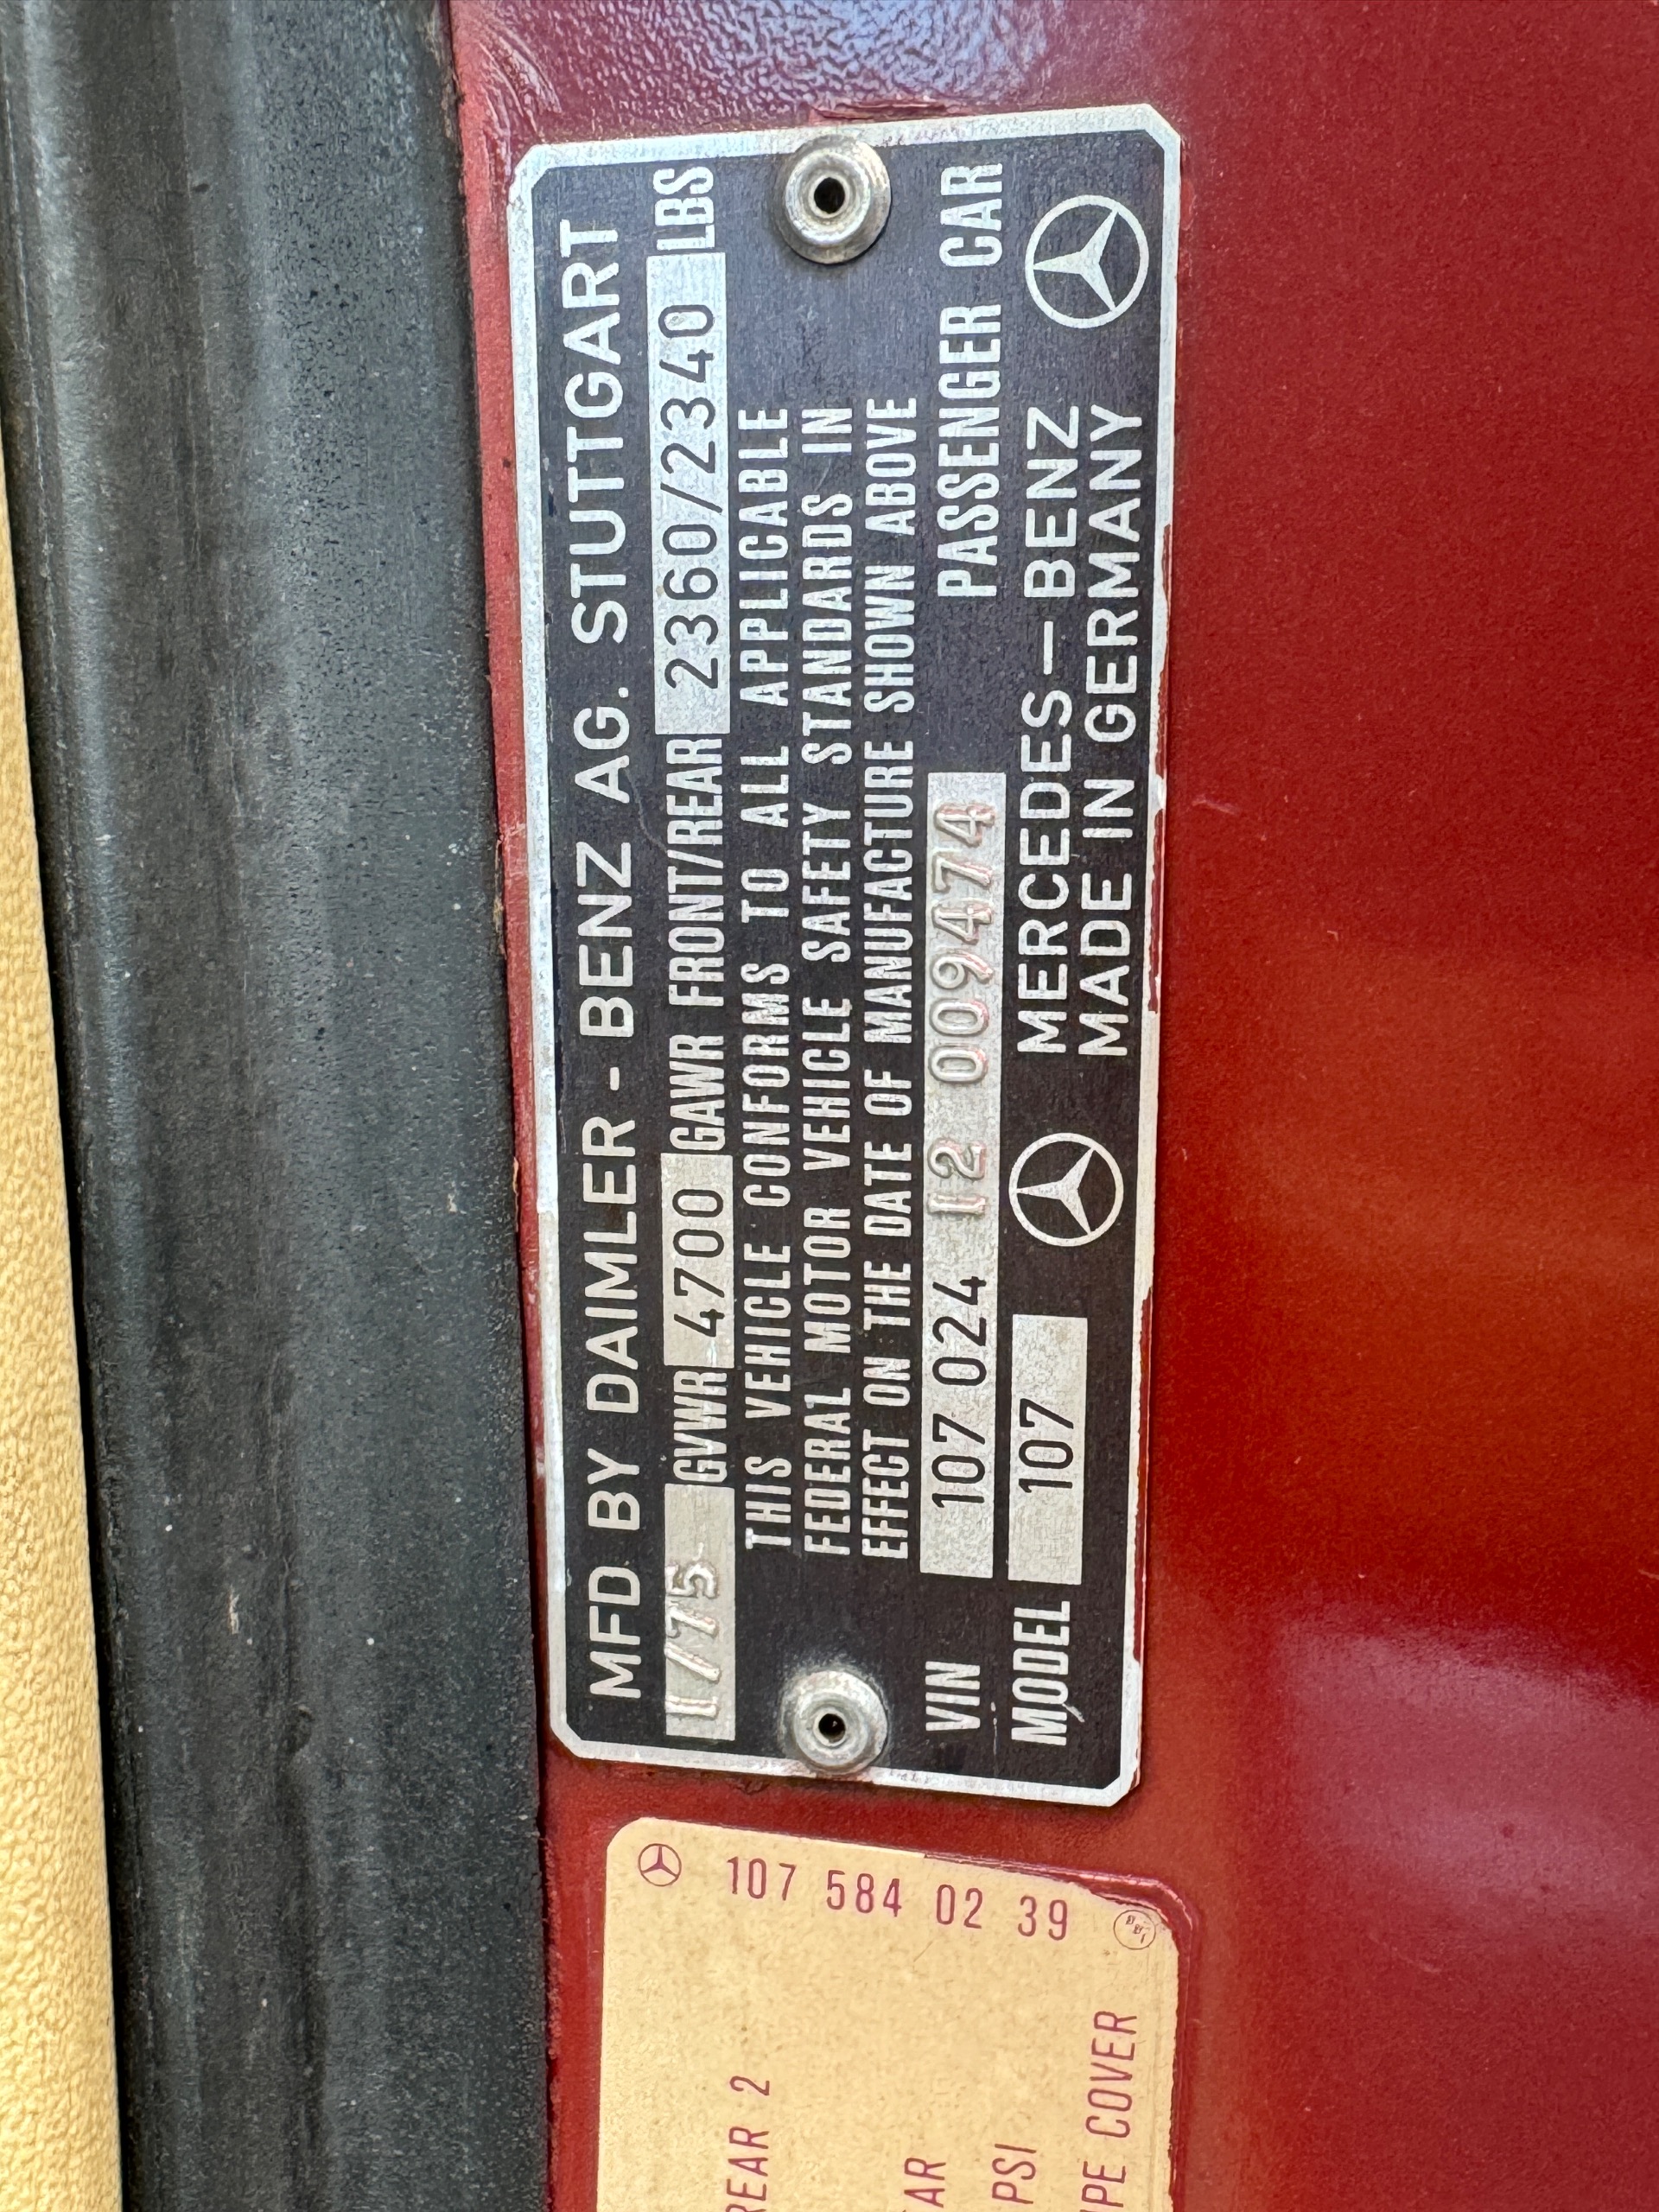 MFD BY DAIMLER - BENZ AG. STUTTGART
1/75 GVWR 4700 GAWR FRONT/REAR 2360/2340 LBS
THIS VEHICLE CONFORMS TO ALL APPLICABLE
FEDERAL MOTOR VEHICLE SAFETY STANDARDS IN
EFFECT ON THE DATE OF MANUFACTURE SHOWN ABOVE
VIN 107 024 12 009474 PASSENGER CAR
MODEL 107 MERCEDES-BENZ
MADE IN GERMANY
107 584 02 39
REAR 2
AR
PSI
PE COVER